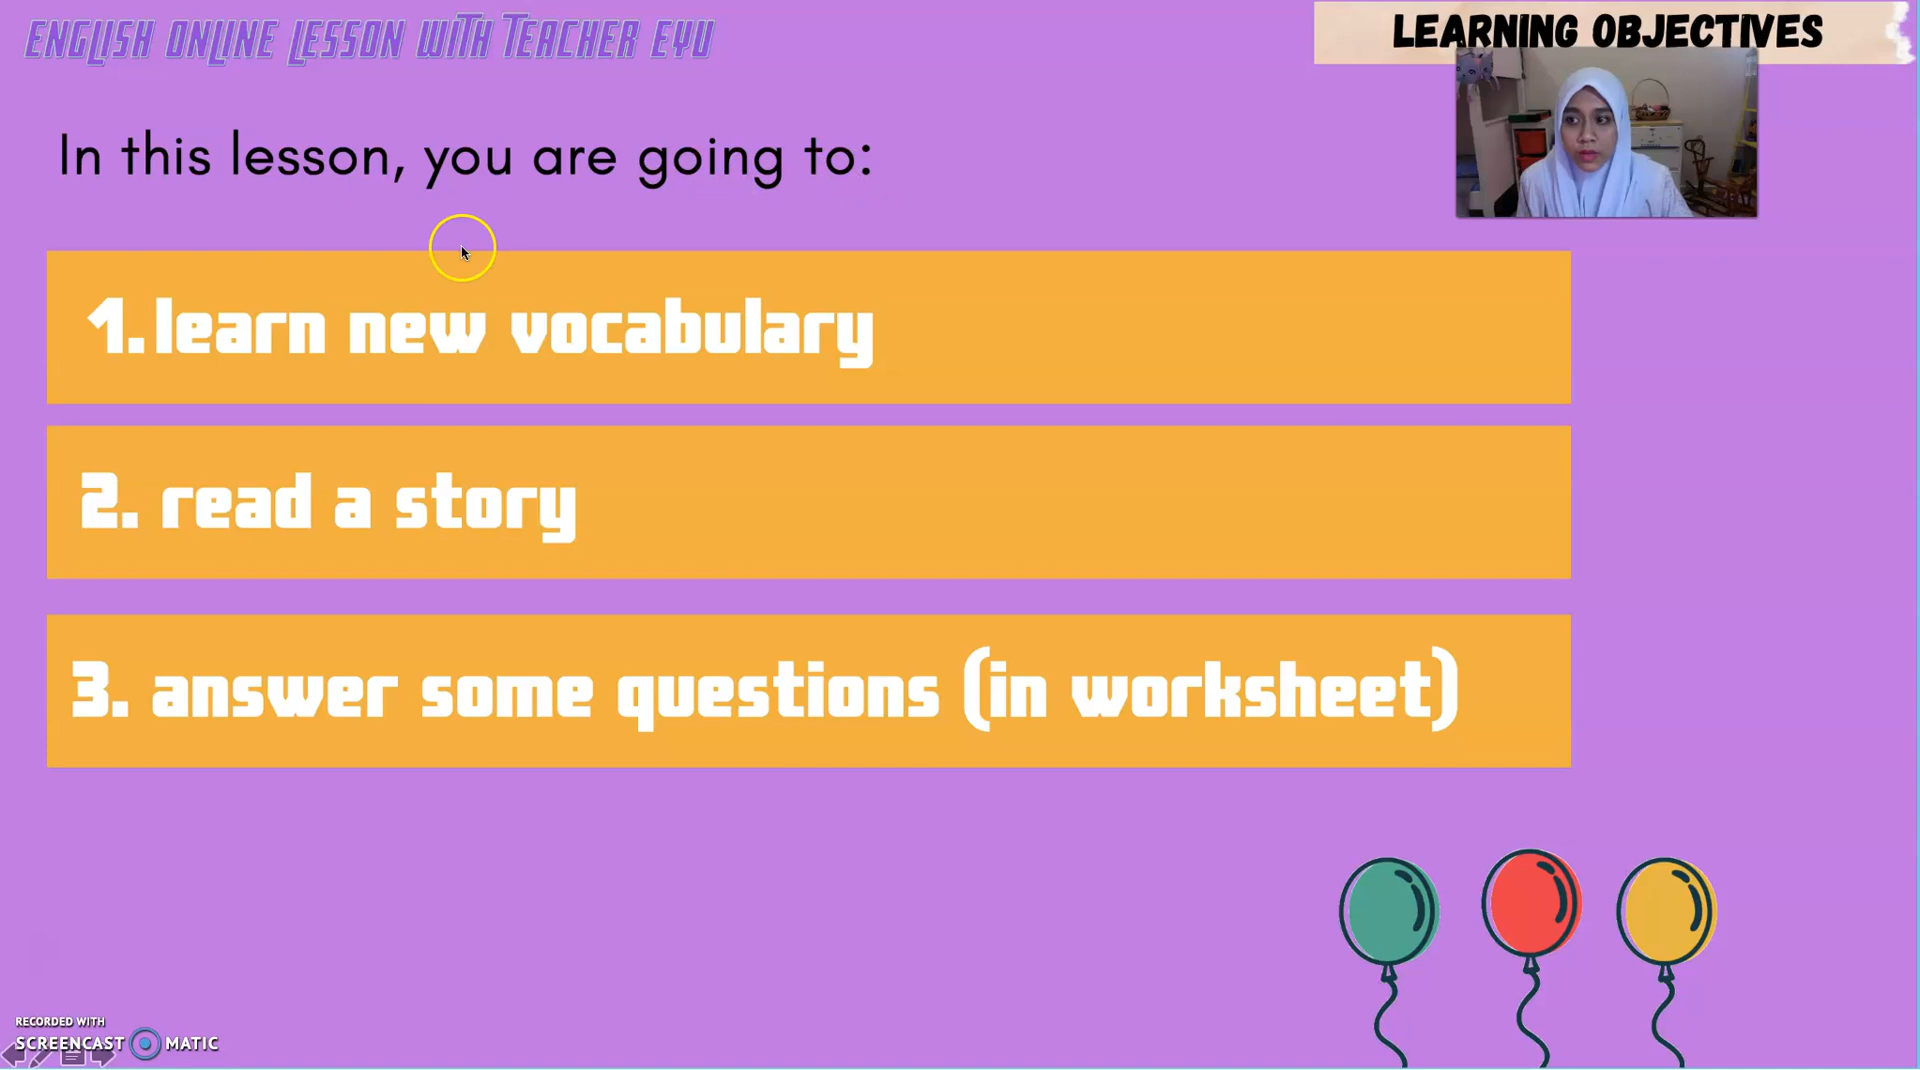 ENGLISH ONLINE LESSON WITH TEACHER EYU
LEARNING OBJECTIVES
In this lesson, you are going to:
1. learn new vocabulary
2. read a story
3. answer some questions (in worksheet)
RECORDED WITH
SCREENCAST MATIC